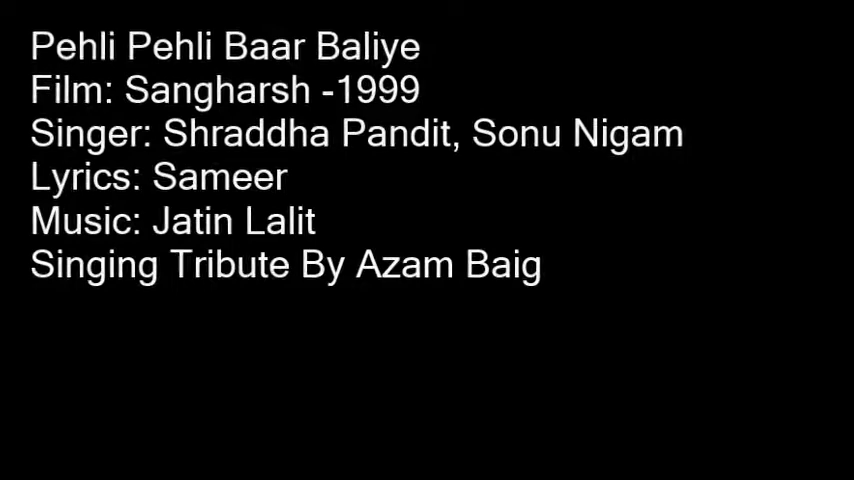 Pehli Pehli Baar Baliye
Film: Sangharsh -1999
Singer: Shraddha Pandit, Sonu Nigam
Lyrics: Sameer
Music: Jatin Lalit
Singing Tribute By Azam Baig